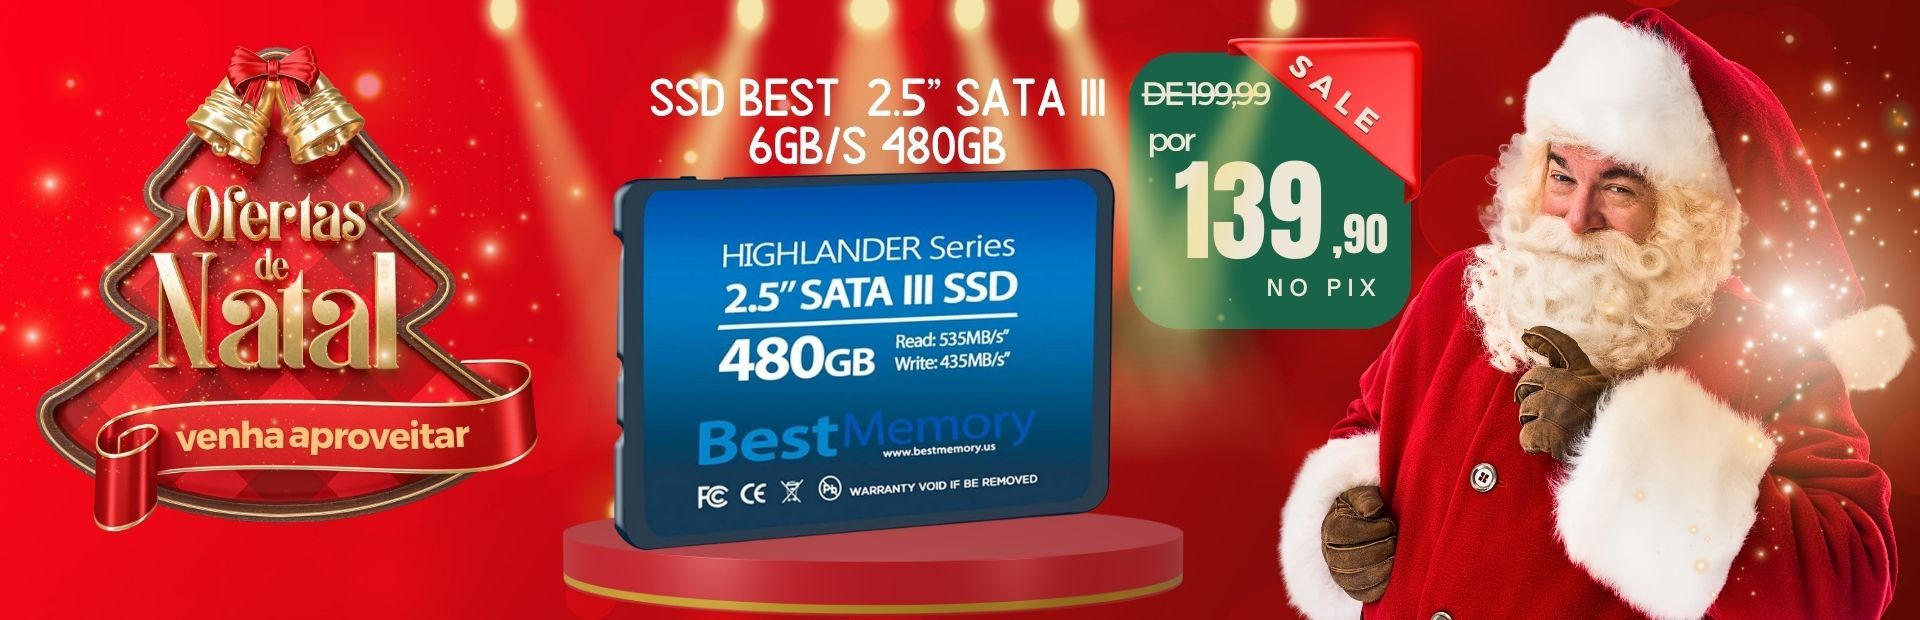 Ofertas
de
Natal
venha aproveitar
SSD BEST 2.5” SATA III
6GB/S 480GB
HIGHLANDER Series
2.5” SATA III SSD
480GB
Read: 535MB/s”
Write: 435MB/s”
BestMemory
www.bestmemory.us
FC CE Pb WARRANTY VOID IF BE REMOVED
DE 199,99
por
139,90
NO PIX
SALE